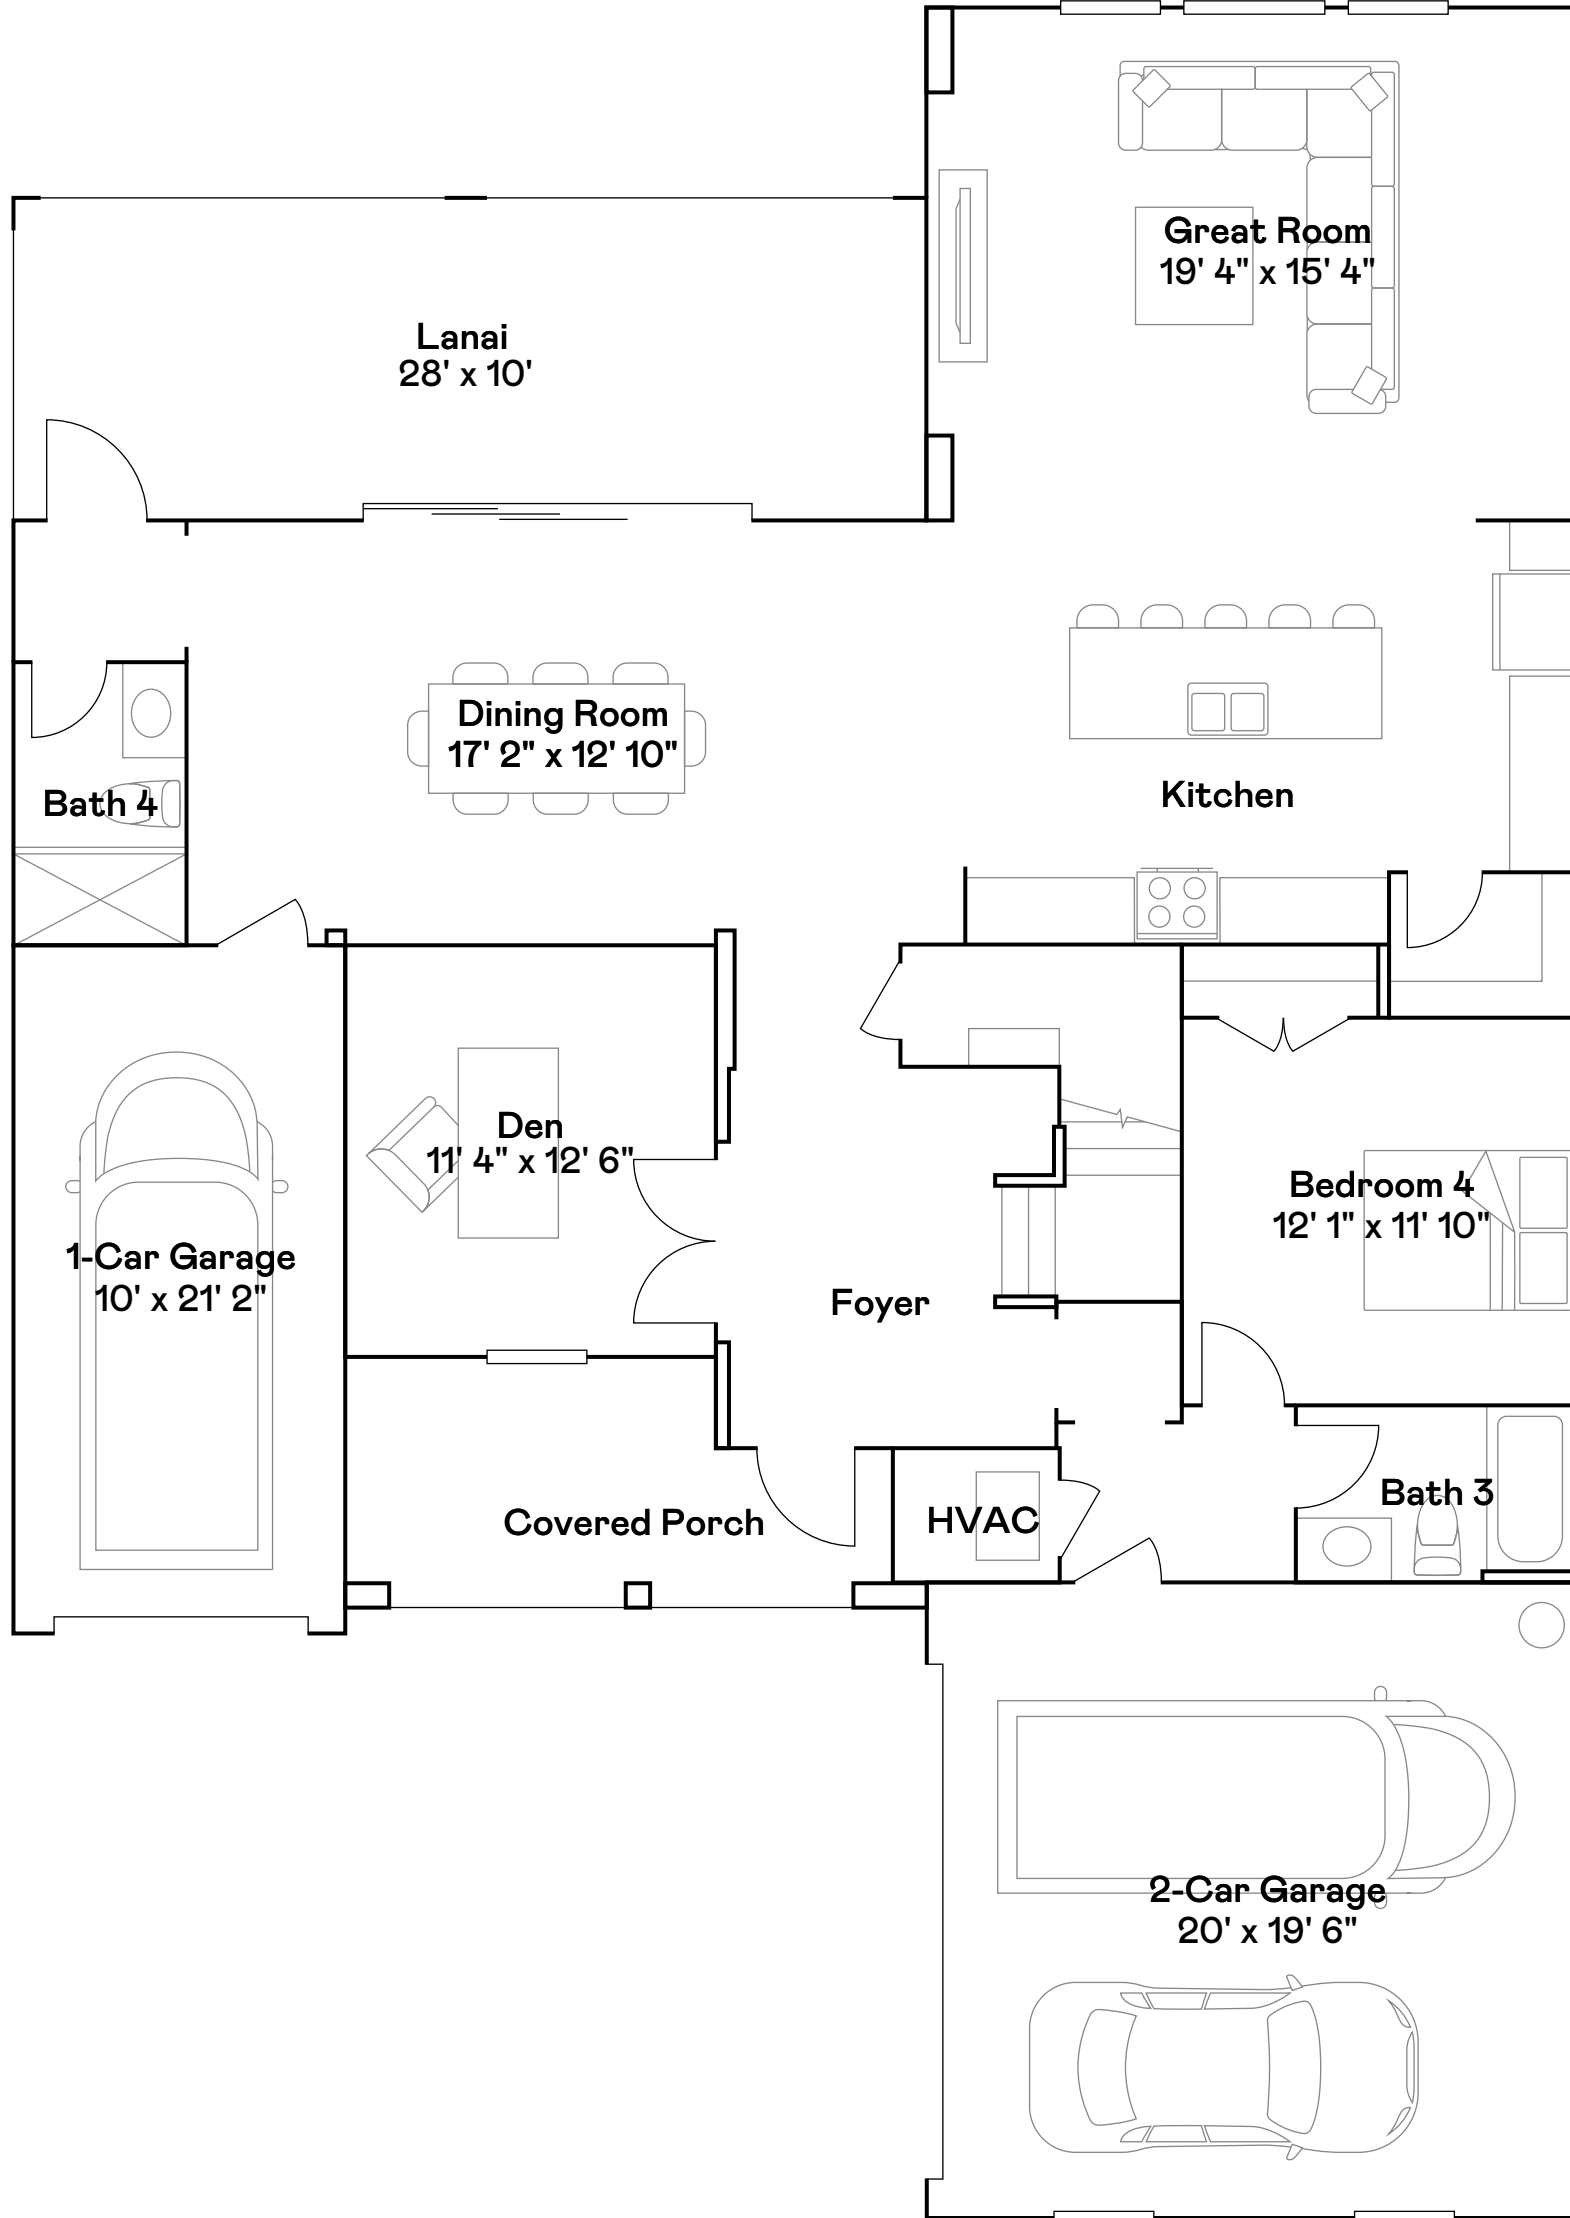 Great Room
19' 4" x 15' 4"
Lanai
28' x 10'
Dining Room
17' 2" x 12' 10"
Kitchen
Bath 4
Den
11' 4" x 12' 6"
Bedroom 4
12' 1" x 11' 10"
1-Car Garage
10' x 21' 2"
Foyer
Bath 3
HVAC
Covered Porch
2-Car Garage
20' x 19' 6"